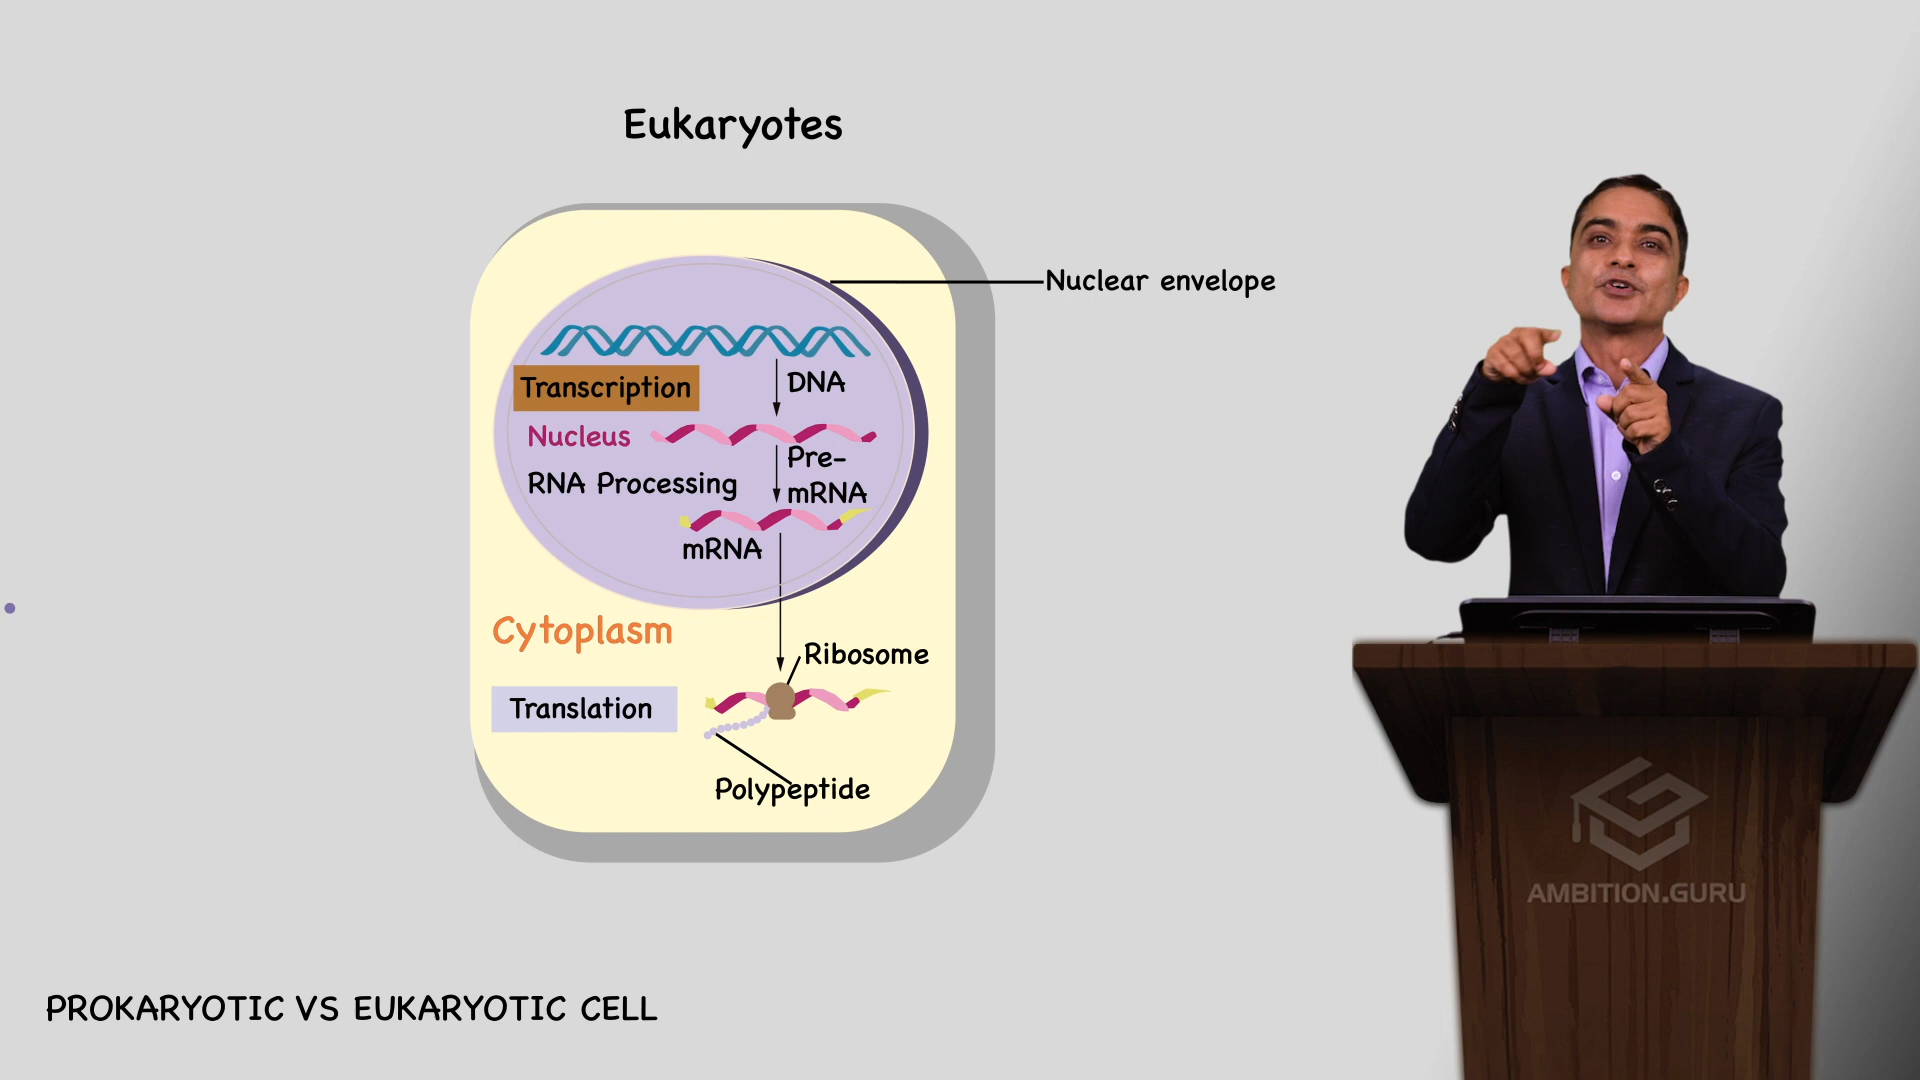 Eukaryotes
Nuclear envelope
DNA
Transcription
Nucleus
Pre-
mRNA
RNA Processing
mRNA
Cytoplasm
Ribosome
Translation
Polypeptide
AMBITION.GURU
PROKARYOTIC VS EUKARYOTIC CELL